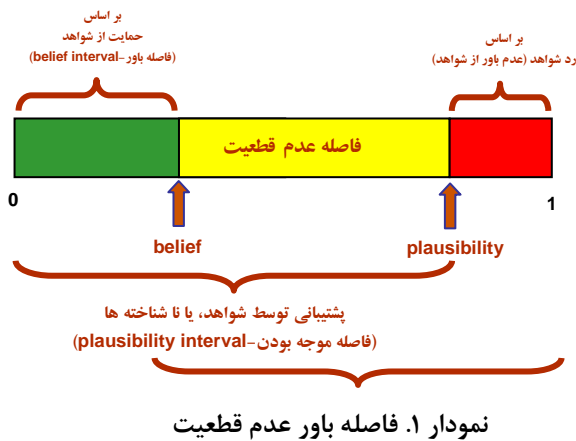 بر اساس
حمایت از شواهد
(فاصله باور-belief interval)
بر اساس
رد شواهد (عدم باور از شواهد)
فاصله عدم قطعیت
0
1
belief
plausibility
پشتیبانی توسط شواهد، یا نا شناخته ها
(فاصله موجه بودن-plausibility interval)
نمودار ۱. فاصله باور عدم قطعیت